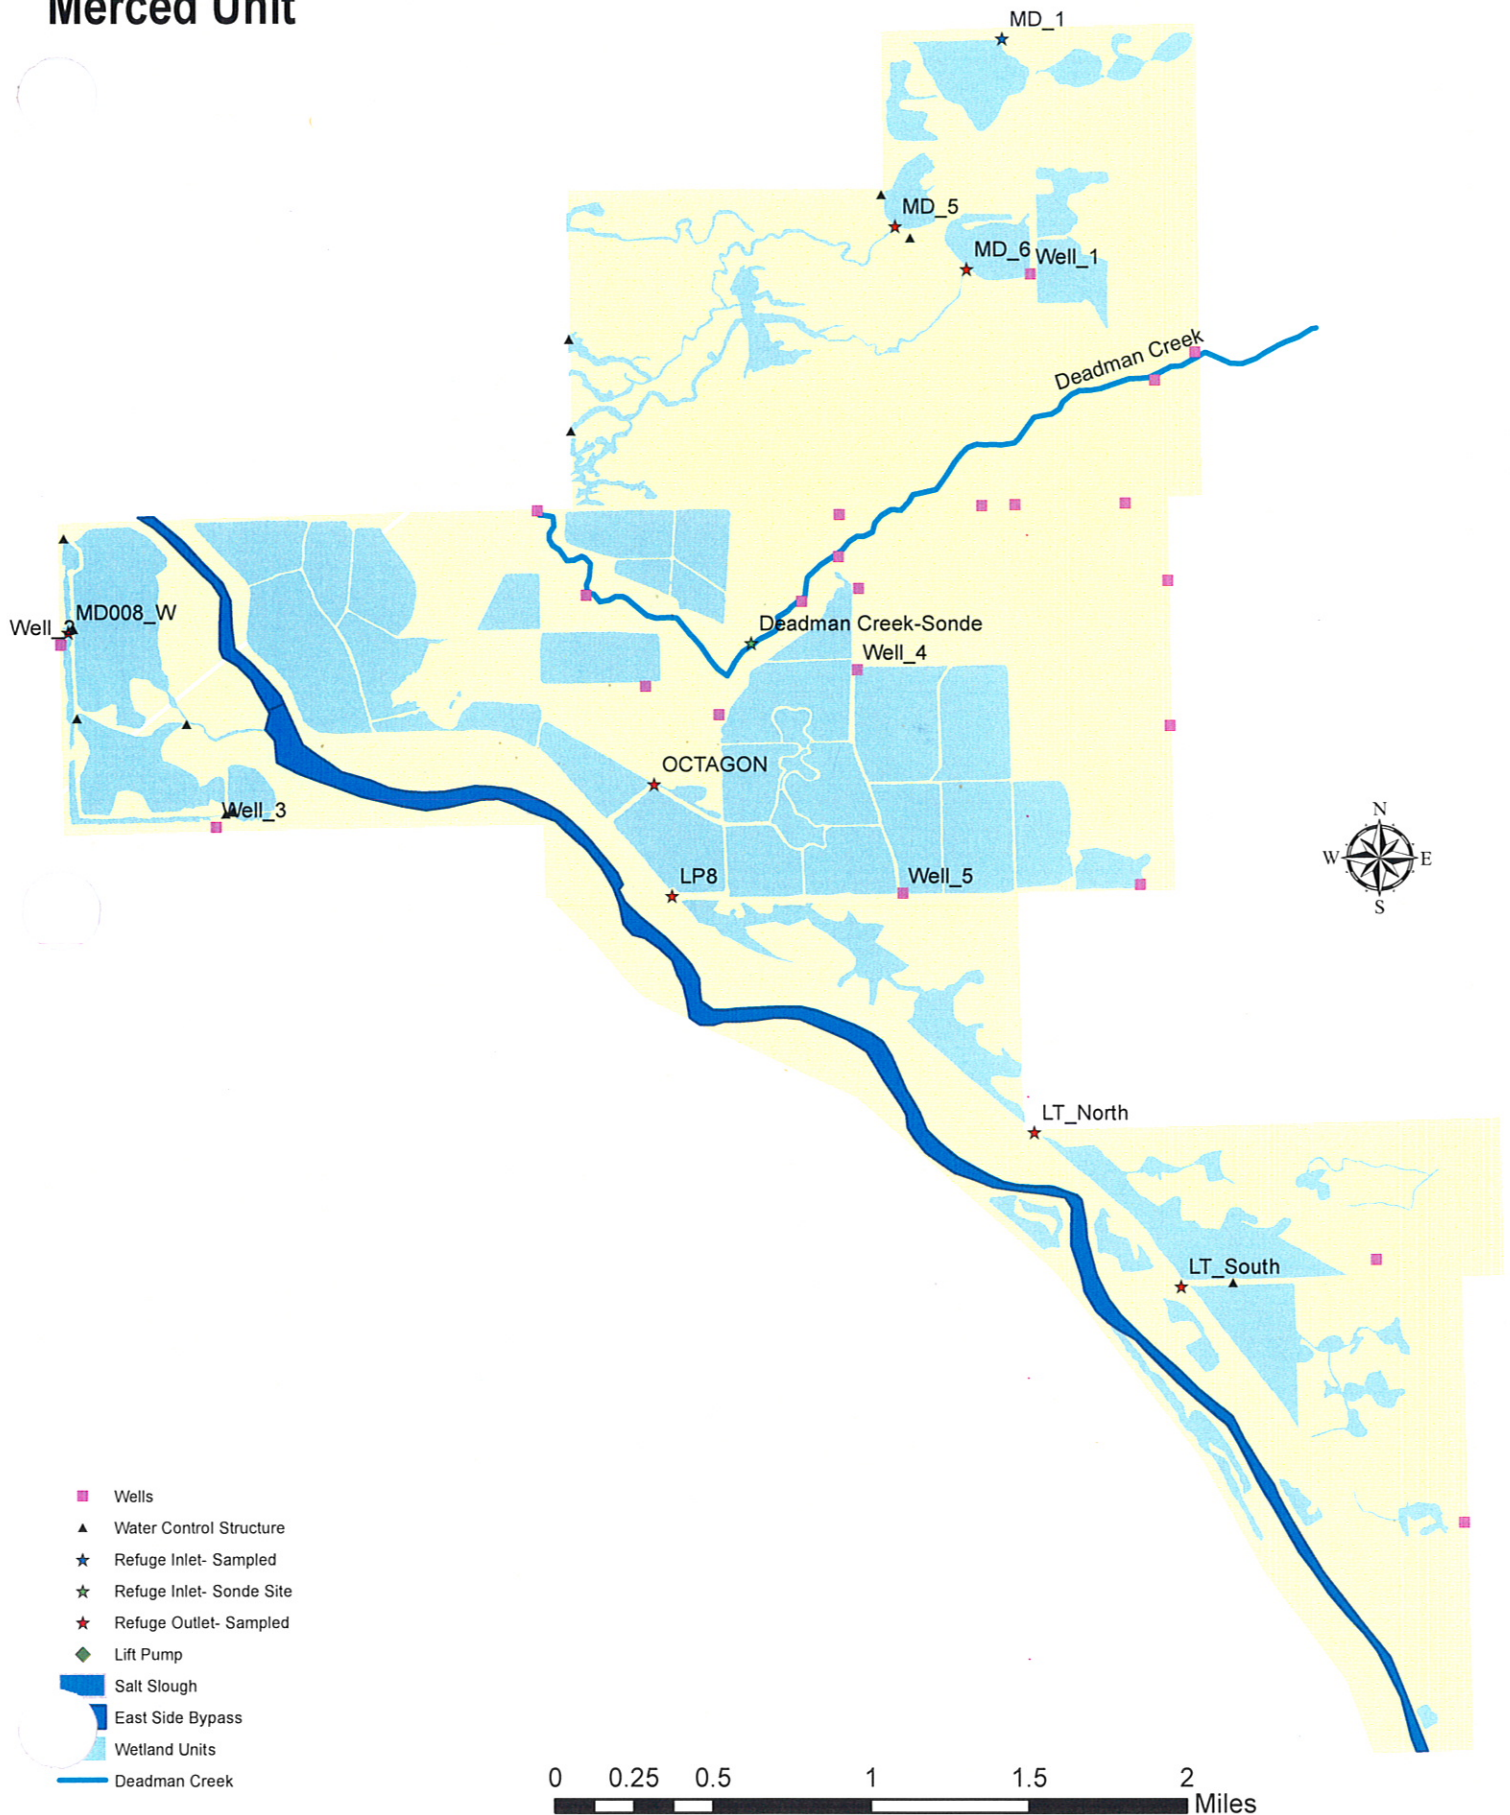 Merced Unit
MD_1
MD_5
MD_6
Well_1
Deadman Creek
MD008_W
Well_2
Deadman Creek-Sonde
Well_4
OCTAGON
Well_3
LP8
Well_5
N
W
E
S
LT_North
LT_South
Wells
Water Control Structure
Refuge Inlet- Sampled
Refuge Inlet- Sonde Site
Refuge Outlet- Sampled
Lift Pump
Salt Slough
East Side Bypass
Wetland Units
Deadman Creek
0 0.25 0.5 1 1.5 2
Miles